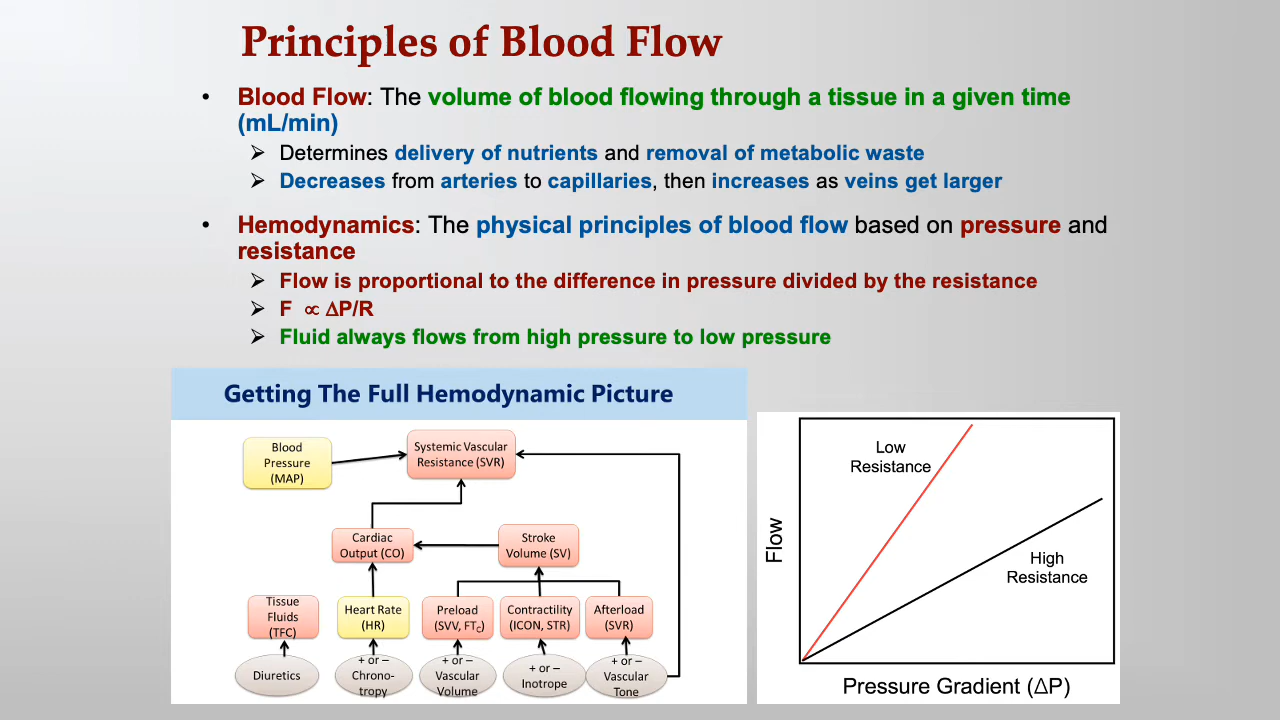 Principles of Blood Flow
• Blood Flow: The volume of blood flowing through a tissue in a given time
(mL/min)
➢ Determines delivery of nutrients and removal of metabolic waste
➢ Decreases from arteries to capillaries, then increases as veins get larger
• Hemodynamics: The physical principles of blood flow based on pressure and
resistance
➢ Flow is proportional to the difference in pressure divided by the resistance
➢ F ∝ ΔP/R
➢ Fluid always flows from high pressure to low pressure
Getting The Full Hemodynamic Picture
Blood
Pressure
(MAP)
Systemic Vascular
Resistance (SVR)
Cardiac
Output (CO)
Stroke
Volume (SV)
Tissue
Fluids
(TFC)
Heart Rate
(HR)
Preload
(SVV, FTC)
Contractility
(ICON, STR)
Afterload
(SVR)
Diuretics
+ or –
Chrono-
tropy
+ or –
Vascular
Volume
+ or –
Inotrope
+ or –
Vascular
Tone
Low
Resistance
High
Resistance
Flow
Pressure Gradient (ΔP)